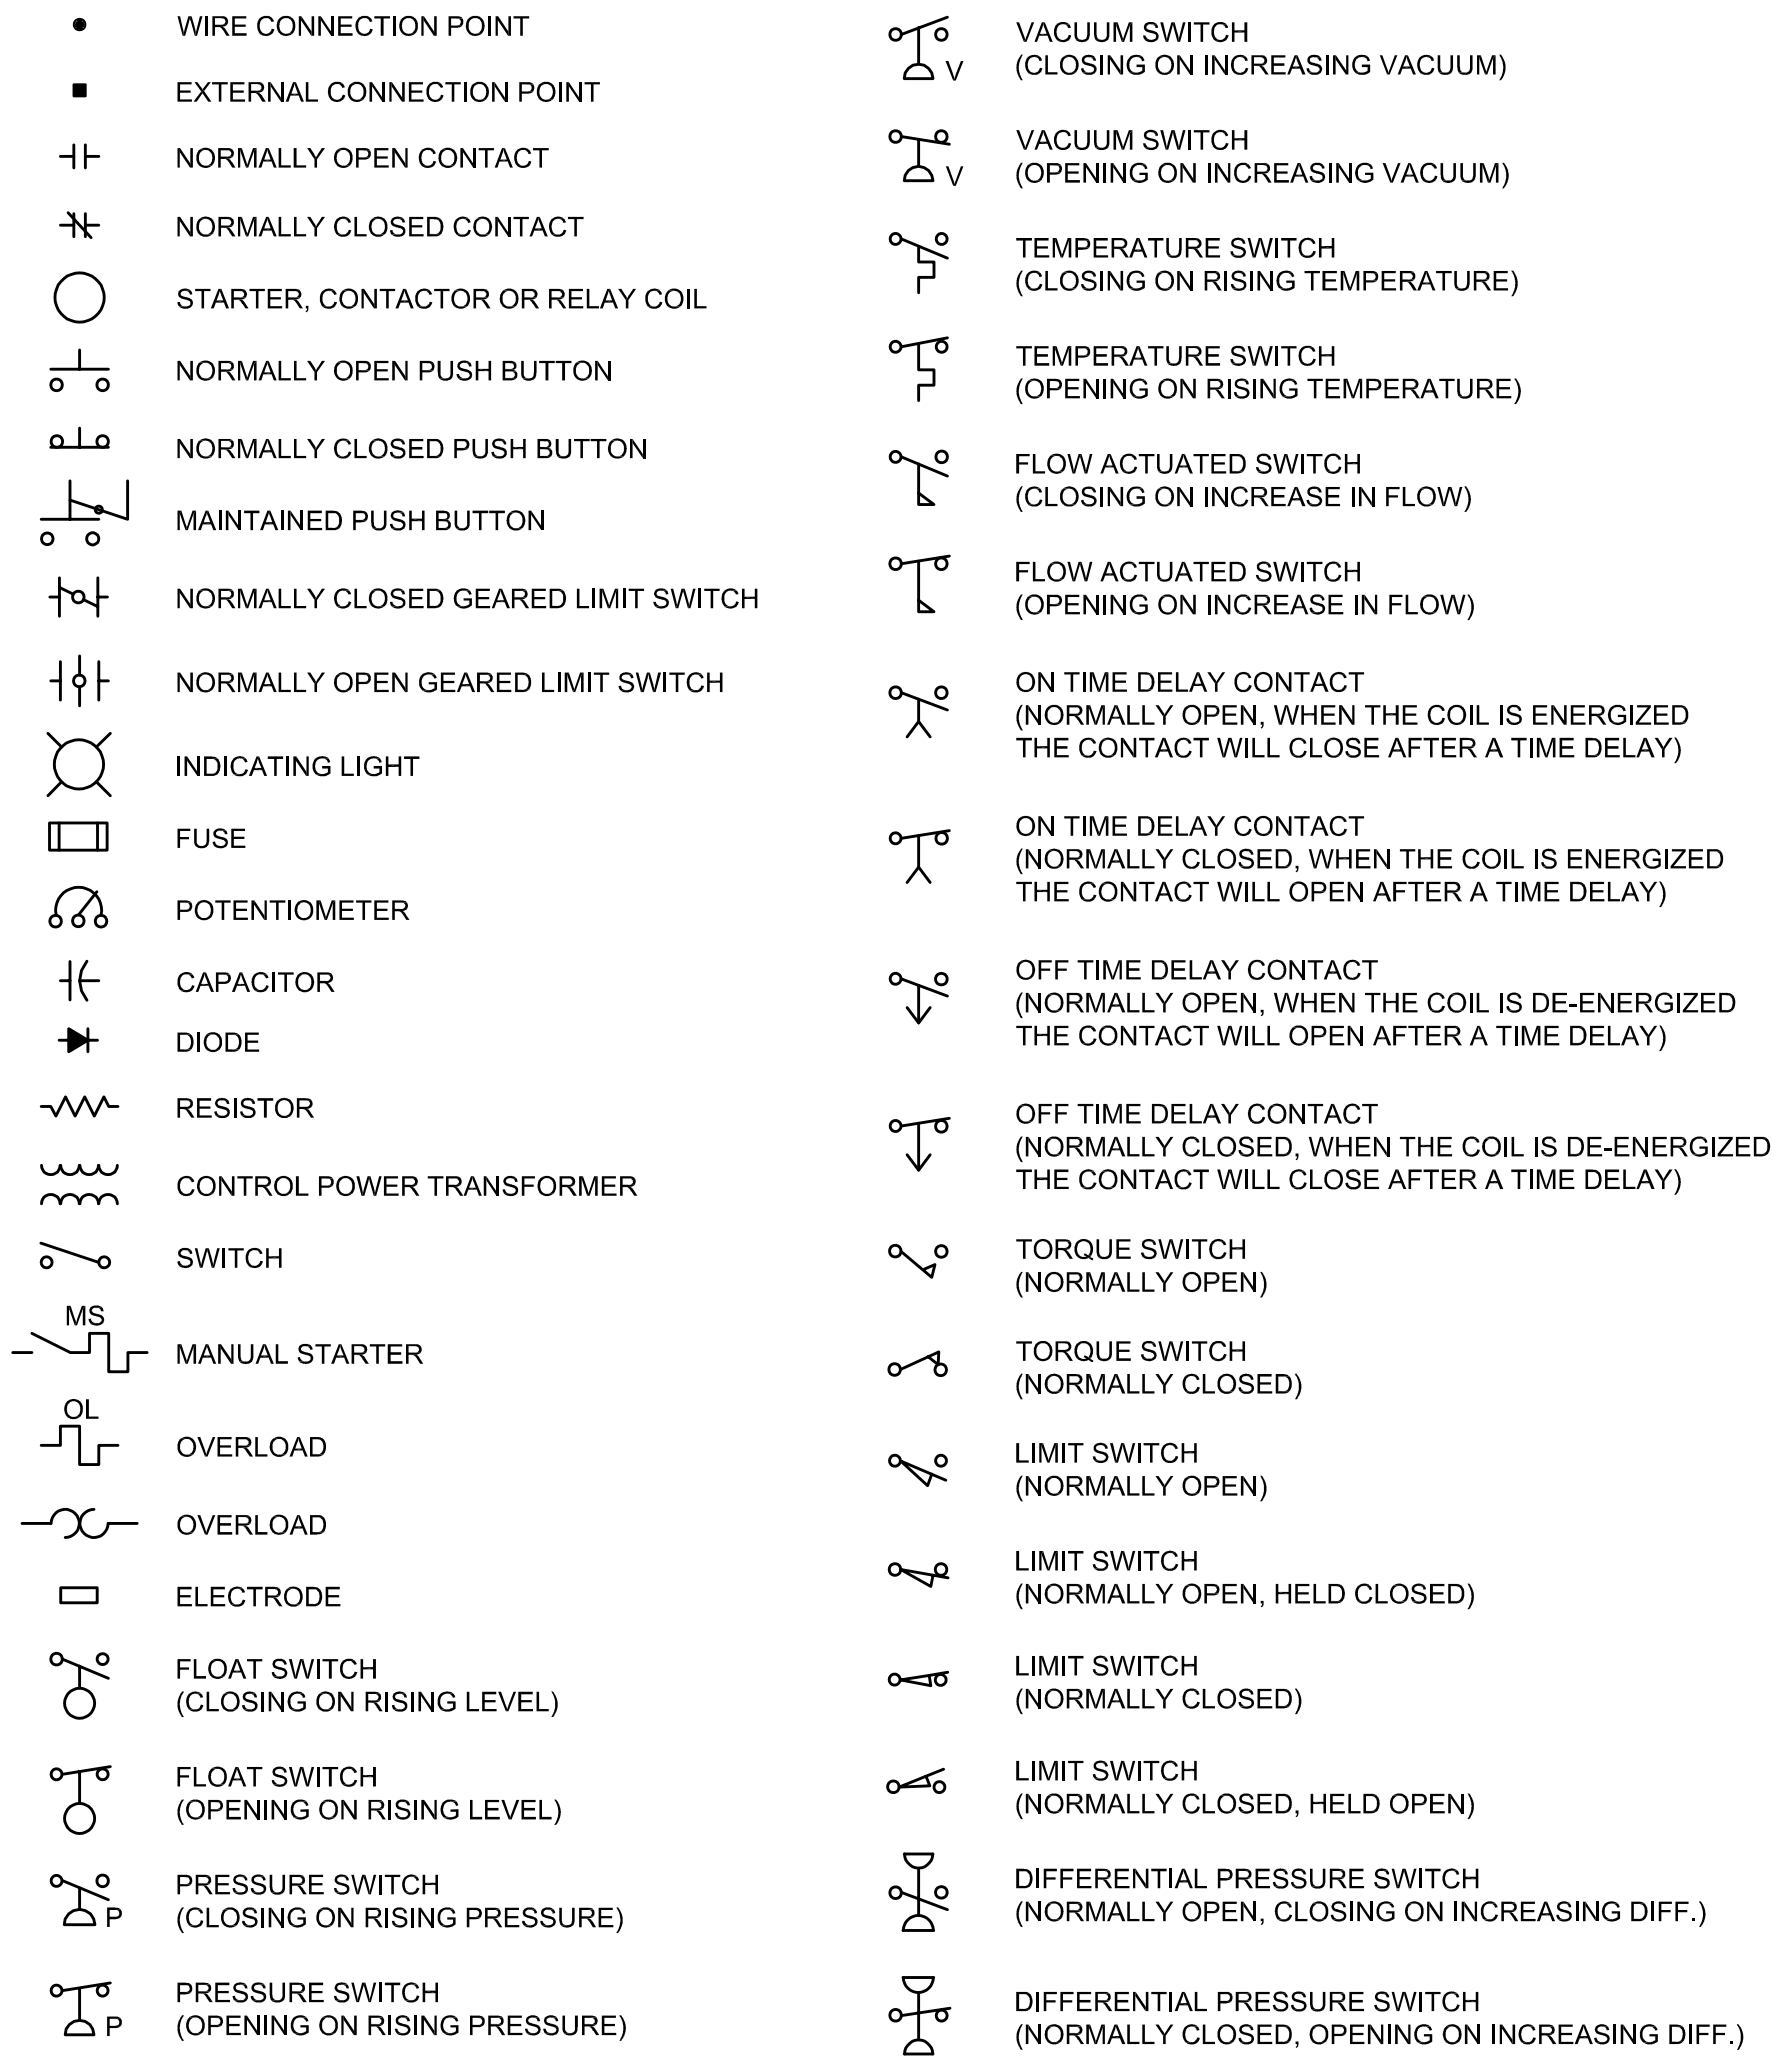 WIRE CONNECTION POINT
EXTERNAL CONNECTION POINT
NORMALLY OPEN CONTACT
NORMALLY CLOSED CONTACT
STARTER, CONTACTOR OR RELAY COIL
NORMALLY OPEN PUSH BUTTON
NORMALLY CLOSED PUSH BUTTON
MAINTAINED PUSH BUTTON
NORMALLY CLOSED GEARED LIMIT SWITCH
NORMALLY OPEN GEARED LIMIT SWITCH
INDICATING LIGHT
FUSE
POTENTIOMETER
CAPACITOR
DIODE
RESISTOR
CONTROL POWER TRANSFORMER
SWITCH
MS
MANUAL STARTER
OL
OVERLOAD
OVERLOAD
ELECTRODE
FLOAT SWITCH
(CLOSING ON RISING LEVEL)
FLOAT SWITCH
(OPENING ON RISING LEVEL)
PRESSURE SWITCH
P (CLOSING ON RISING PRESSURE)
PRESSURE SWITCH
P (OPENING ON RISING PRESSURE)
VACUUM SWITCH
V (CLOSING ON INCREASING VACUUM)
VACUUM SWITCH
V (OPENING ON INCREASING VACUUM)
TEMPERATURE SWITCH
(CLOSING ON RISING TEMPERATURE)
TEMPERATURE SWITCH
(OPENING ON RISING TEMPERATURE)
FLOW ACTUATED SWITCH
(CLOSING ON INCREASE IN FLOW)
FLOW ACTUATED SWITCH
(OPENING ON INCREASE IN FLOW)
ON TIME DELAY CONTACT
(NORMALLY OPEN, WHEN THE COIL IS ENERGIZED
THE CONTACT WILL CLOSE AFTER A TIME DELAY)
ON TIME DELAY CONTACT
(NORMALLY CLOSED, WHEN THE COIL IS ENERGIZED
THE CONTACT WILL OPEN AFTER A TIME DELAY)
OFF TIME DELAY CONTACT
(NORMALLY OPEN, WHEN THE COIL IS DE-ENERGIZED
THE CONTACT WILL OPEN AFTER A TIME DELAY)
OFF TIME DELAY CONTACT
(NORMALLY CLOSED, WHEN THE COIL IS DE-ENERGIZED
THE CONTACT WILL CLOSE AFTER A TIME DELAY)
TORQUE SWITCH
(NORMALLY OPEN)
TORQUE SWITCH
(NORMALLY CLOSED)
LIMIT SWITCH
(NORMALLY OPEN)
LIMIT SWITCH
(NORMALLY OPEN, HELD CLOSED)
LIMIT SWITCH
(NORMALLY CLOSED)
LIMIT SWITCH
(NORMALLY CLOSED, HELD OPEN)
DIFFERENTIAL PRESSURE SWITCH
(NORMALLY OPEN, CLOSING ON INCREASING DIFF.)
DIFFERENTIAL PRESSURE SWITCH
(NORMALLY CLOSED, OPENING ON INCREASING DIFF.)